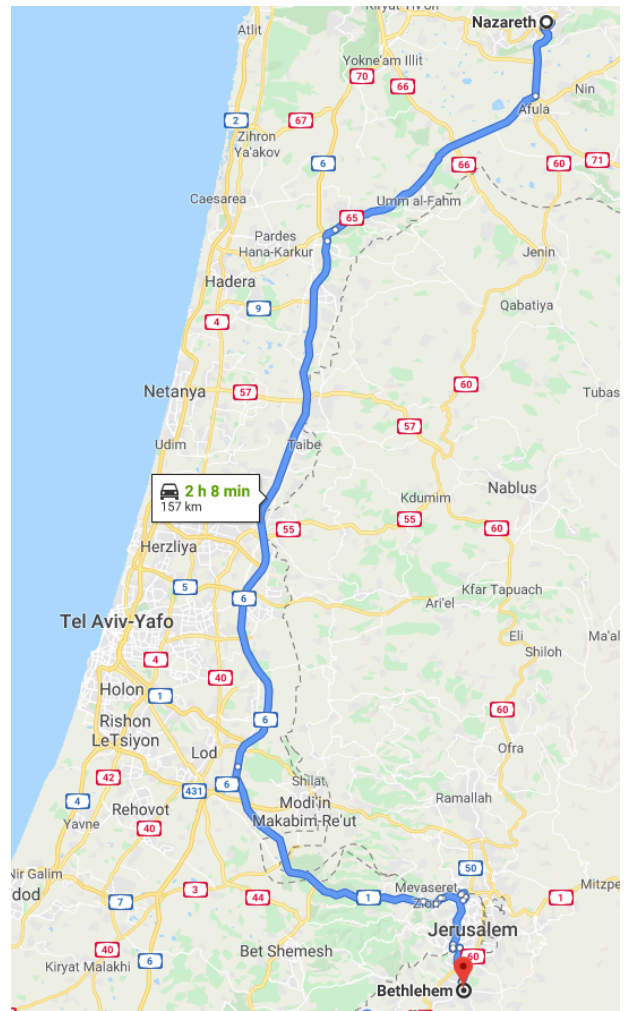 Kiryat Tiv'on
Nazareth
Atlit
Yokne'am Illit
70
66
Nin
Afula
2
67
Zihron
Ya'akov
6
66
60
71
Caesarea
Umm al-Fahm
65
Pardes
Hana-Karkur
Jenin
Hadera
9
4
Qabatiya
Netanya
57
60
Tubas
57
Udim
Taibe
2 h 8 min
157 km
Kdumim
Nablus
55
55
60
Herzliya
5
6
Kfar Tapuach
Ari'el
Tel Aviv-Yafo
Eli
Ma'al
Shiloh
4
40
Holon
1
60
6
Rishon
LeTsiyon
Lod
Ofra
42
Shilat
6
431
Ramallah
4
Rehovot
Modi'in
Makabim-Re'ut
Yavne
40
50
Nir Galim
Mevaseret
Zion
Mitzpe
dod
3
44
1
1
7
Jerusalem
40
Bet Shemesh
60
Kiryat Malakhi
6
Bethlehem